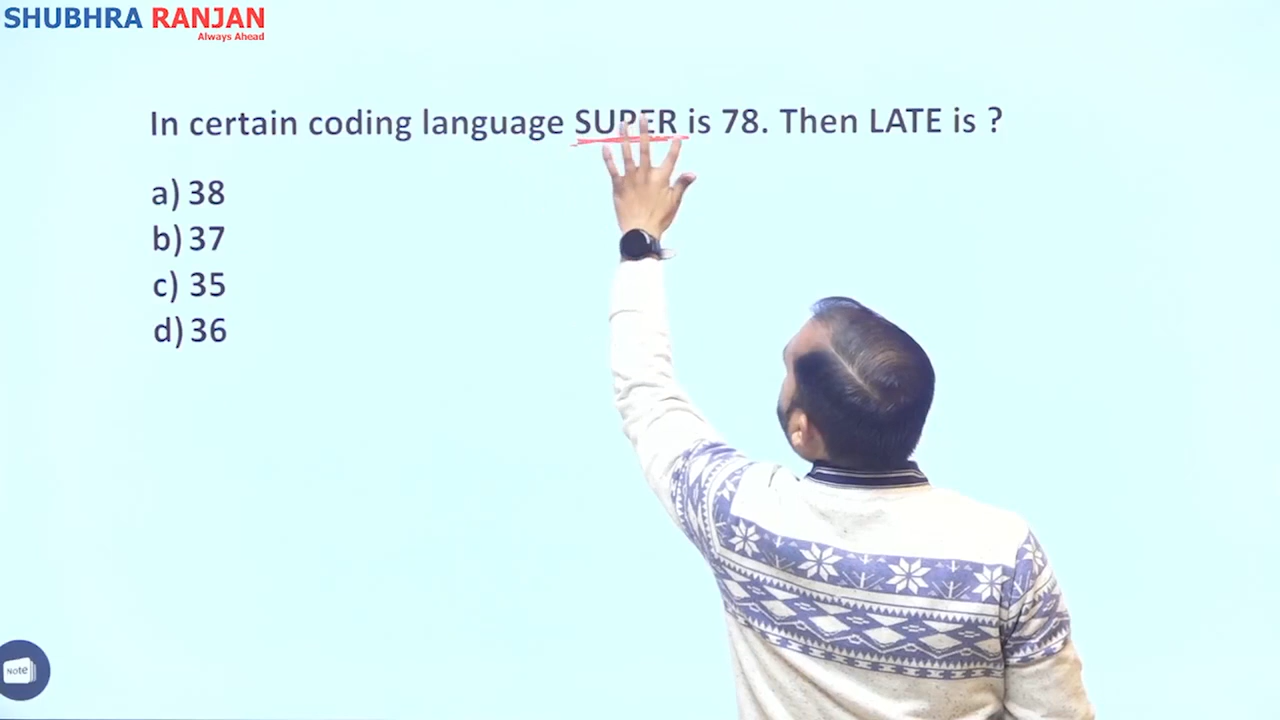 SHUBHRA RANJAN
Always Ahead
In certain coding language SUPER is 78. Then LATE is ?
a) 38
b) 37
c) 35
d) 36
Note